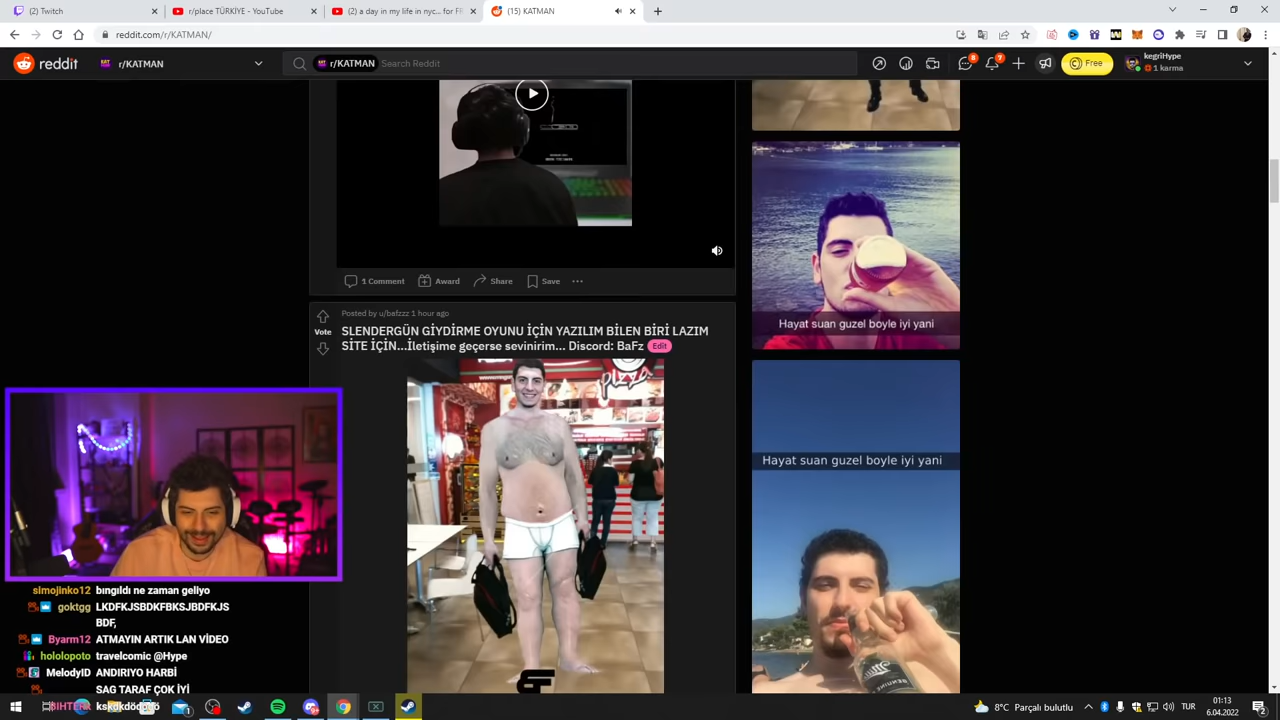 (2) Twitch
r/place TÜRKİYE - YouTube
(2) a day in my life in nyc... for FI
(15) KATMAN
reddit.com/r/KATMAN/
reddit
r/KATMAN
r/KATMAN
Search Reddit
8
7
Free
kegriHype
1 karma
1 Comment
Award
Share
Save
Posted by u/bafzzz 1 hour ago
Vote
SLENDERGÜN GİYDİRME OYUNU İÇİN YAZILIM BİLEN BİRİ LAZIM
SİTE İÇİN...İletişime geçerse sevinirim... Discord: BaFz
Edit
pizza
Hayat suan guzel boyle iyi yani
Hayat suan guzel boyle iyi yani
simojinko12 bıngıldı ne zaman geliyo
goktgg LKDFKJSBDKFBKSJBDFKJS
BDF,
Byarm12 ATMAYIN ARTIK LAN VİDEO
hololopoto travelcomic @Hype
MelodyID ANDIRIYO HARBİ
SAG TARAF ÇOK İYİ
8°C Parçalı bulutlu
TUR
01:13
6.04.2022
2